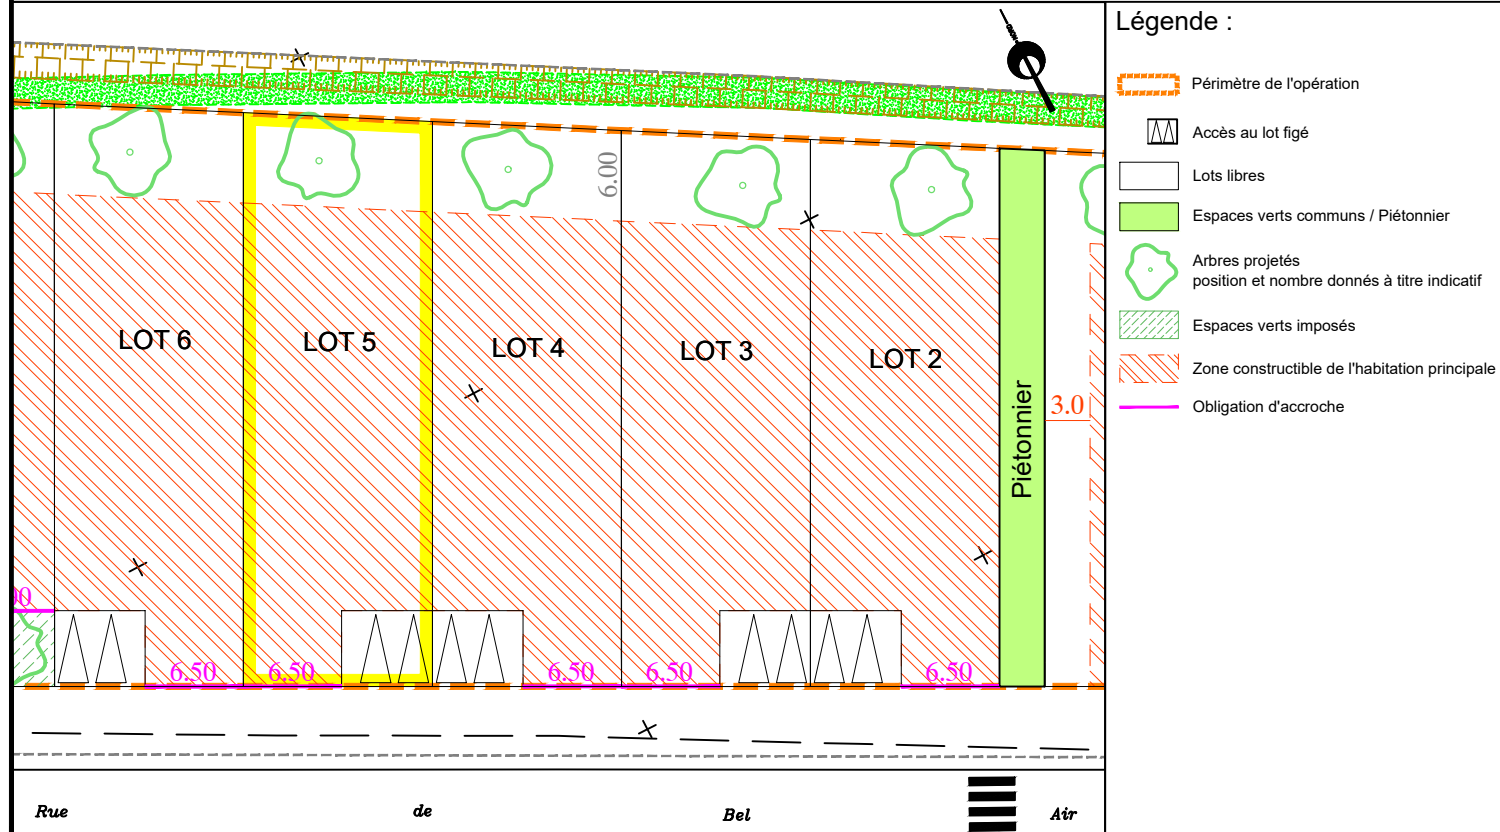 Légende :
Périmètre de l'opération
Accès au lot figé
Lots libres
Espaces verts communs / Piétonnier
Arbres projetés
position et nombre donnés à titre indicatif
Espaces verts imposés
Zone constructible de l'habitation principale
Obligation d'accroche
6.00
LOT 6
LOT 5
LOT 4
LOT 3
LOT 2
Piétonnier
3.0
6.50
6.50
6.50
6.50
6.50
Rue de Bel Air